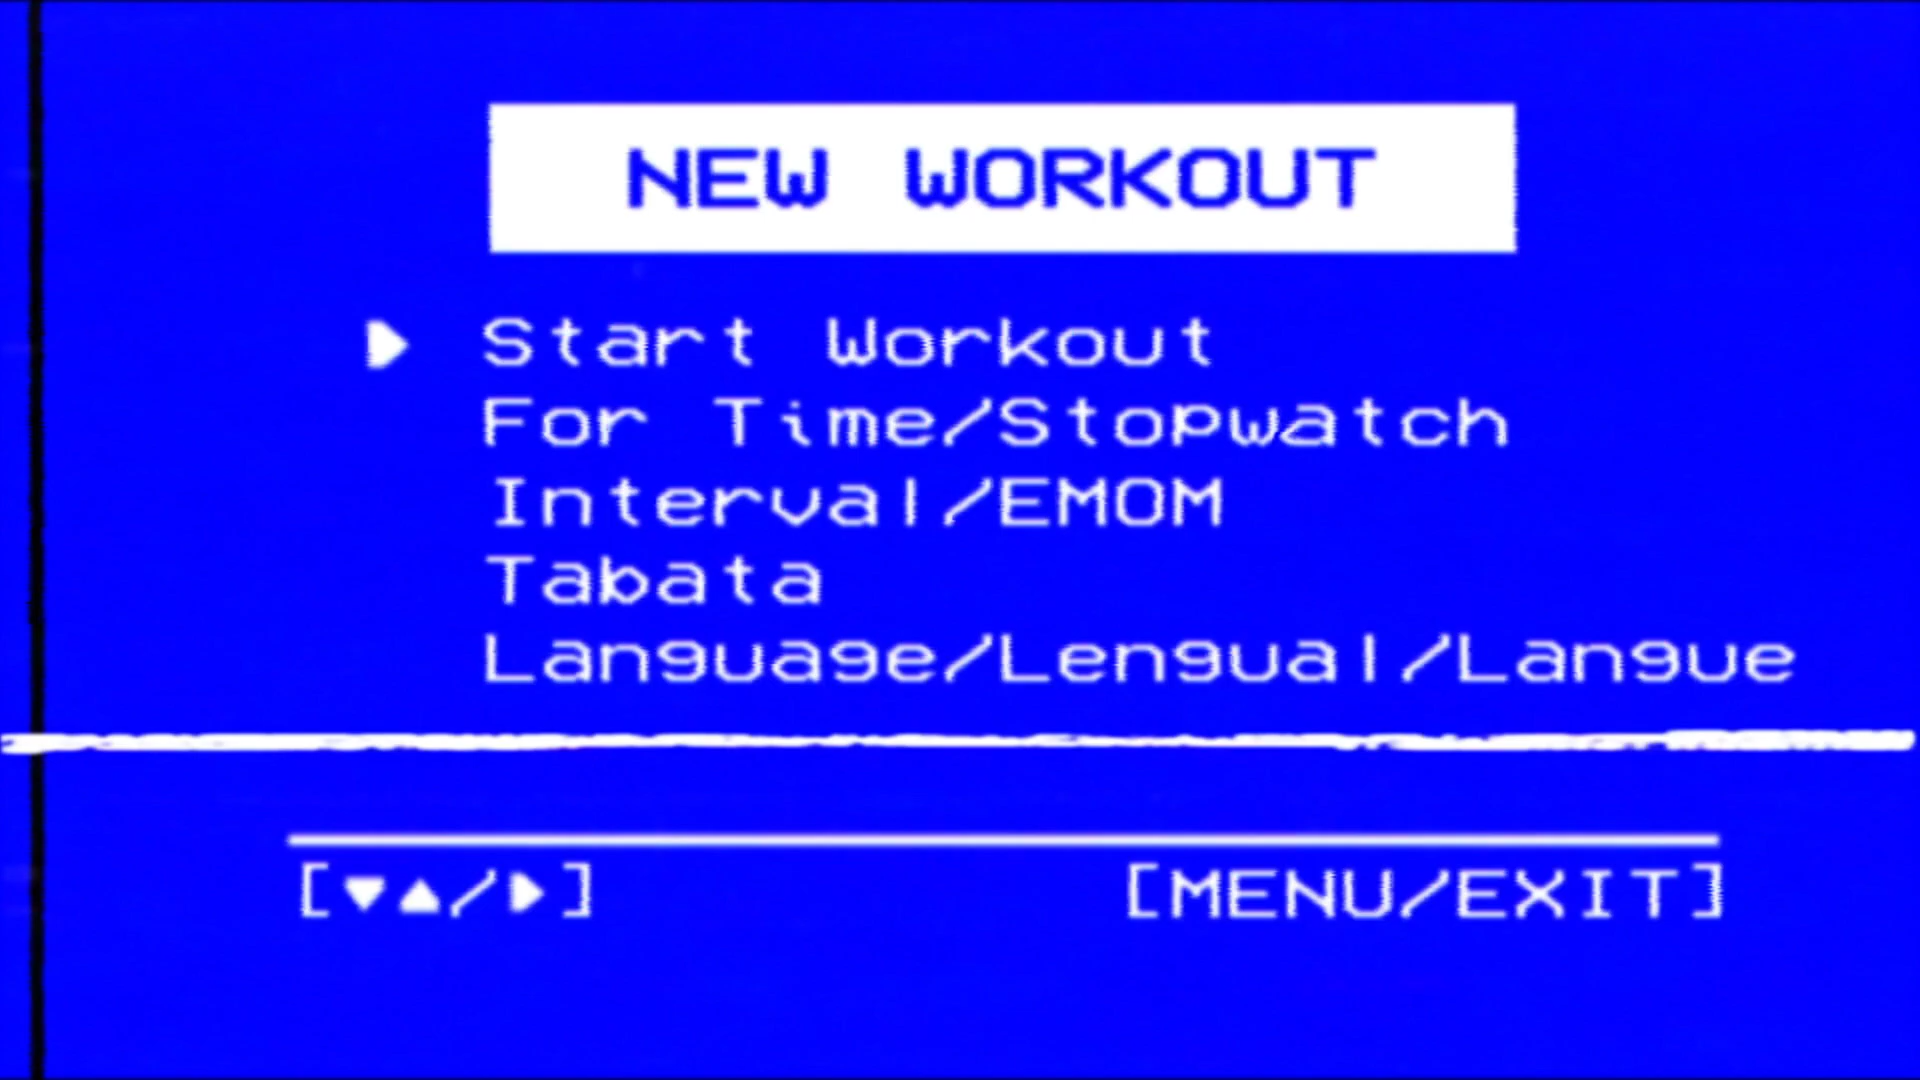 NEW WORKOUT
▶ Start Workout
For Time/Stopwatch
Interval/EMOM
Tabata
Language/Lengual/Langue
[▼▲/▶] [MENU/EXIT]